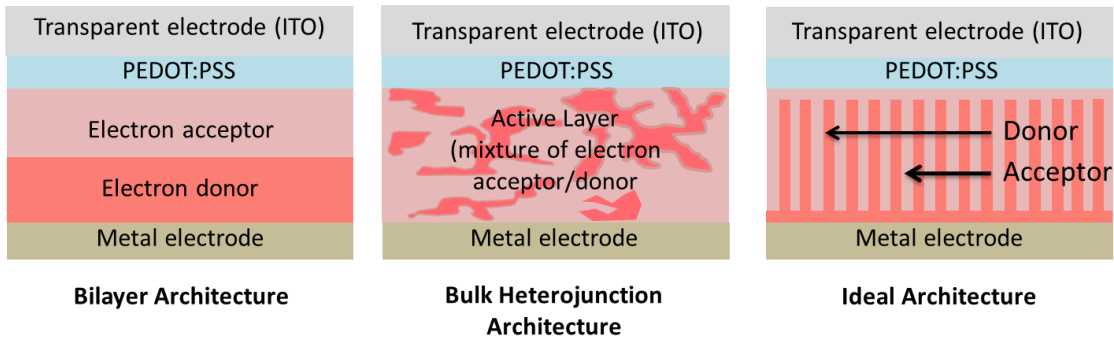 Transparent electrode (ITO)
PEDOT:PSS
Electron acceptor
Electron donor
Metal electrode
Bilayer Architecture
Transparent electrode (ITO)
PEDOT:PSS
Active Layer
(mixture of electron
acceptor/donor
Metal electrode
Bulk Heterojunction
Architecture
Transparent electrode (ITO)
PEDOT:PSS
Donor
Acceptor
Metal electrode
Ideal Architecture